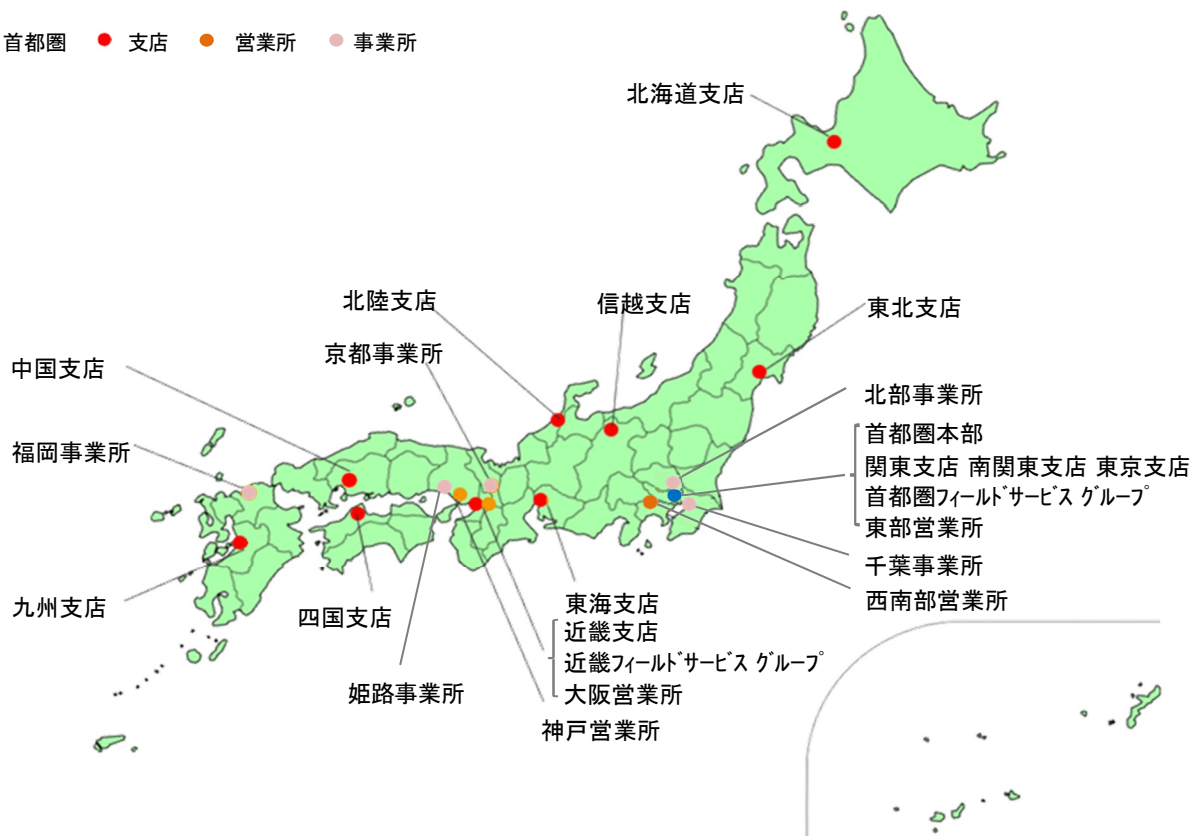 首都圏 支店 営業所 事業所
北海道支店
北陸支店
信越支店
東北支店
京都事業所
中国支店
北部事業所
福岡事業所
首都圏本部
関東支店 南関東支店 東京支店
首都圏フィールドサービス グループ
東部営業所
千葉事業所
西南部営業所
九州支店
四国支店
東海支店
近畿支店
近畿フィールドサービス グループ
姫路事業所
大阪営業所
神戸営業所